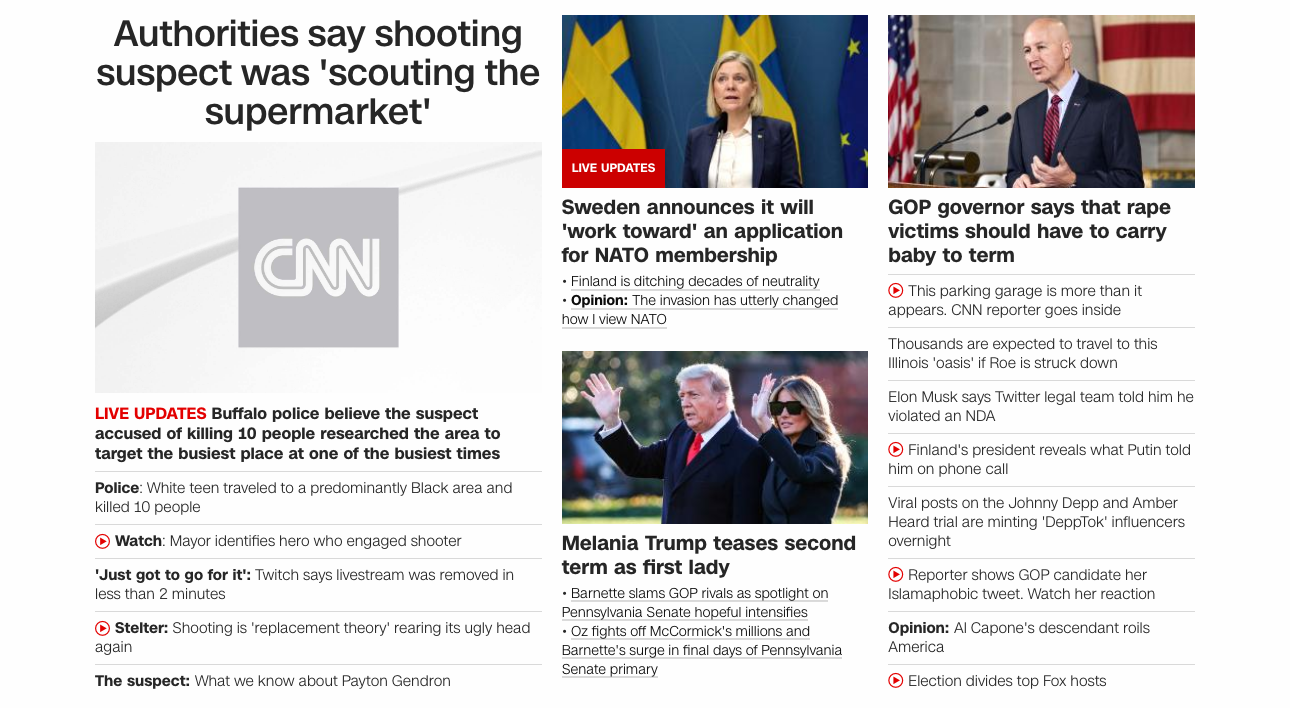 Authorities say shooting
suspect was 'scouting the
supermarket'
CNN
LIVE UPDATES Buffalo police believe the suspect
accused of killing 10 people researched the area to
target the busiest place at one of the busiest times
Police: White teen traveled to a predominantly Black area and
killed 10 people
Watch: Mayor identifies hero who engaged shooter
'Just got to go for it': Twitch says livestream was removed in
less than 2 minutes
Stelter: Shooting is 'replacement theory' rearing its ugly head
again
The suspect: What we know about Payton Gendron
LIVE UPDATES
Sweden announces it will
'work toward' an application
for NATO membership
• Finland is ditching decades of neutrality
• Opinion: The invasion has utterly changed
how I view NATO
Melania Trump teases second
term as first lady
• Barnette slams GOP rivals as spotlight on
Pennsylvania Senate hopeful intensifies
• Oz fights off McCormick's millions and
Barnette's surge in final days of Pennsylvania
Senate primary
GOP governor says that rape
victims should have to carry
baby to term
This parking garage is more than it
appears. CNN reporter goes inside
Thousands are expected to travel to this
Illinois 'oasis' if Roe is struck down
Elon Musk says Twitter legal team told him he
violated an NDA
Finland's president reveals what Putin told
him on phone call
Viral posts on the Johnny Depp and Amber
Heard trial are minting 'DeppTok' influencers
overnight
Reporter shows GOP candidate her
Islamaphobic tweet. Watch her reaction
Opinion: Al Capone's descendant roils
America
Election divides top Fox hosts